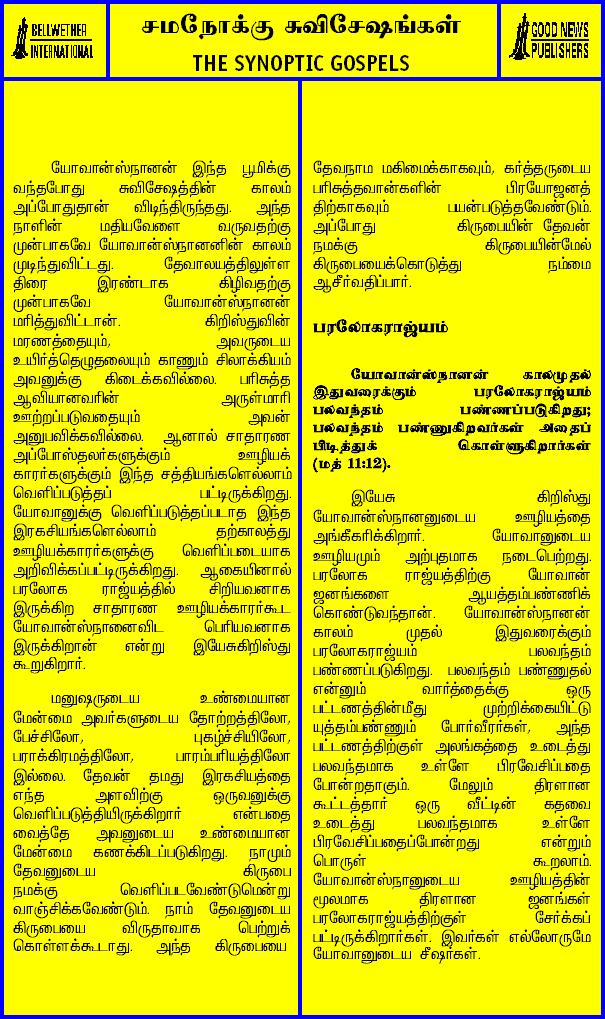 BELLWETHER
INTERNATIONAL
சமநோக்கு சுவிசேஷங்கள்
THE SYNOPTIC GOSPELS
GOOD NEWS
PUBLISHERS
யோவான்ஸ்நானன் இந்த பூமிக்கு
வந்தபோது சுவிசேஷத்தின் காலம்
அப்போதுதான் விடிந்திருந்தது. அந்த
நாளின் மதியவேளை வருவதற்கு
முன்பாகவே யோவான்ஸ்நானனின் காலம்
முடிந்துவிட்டது. தேவாலயத்திலுள்ள
திரை இரண்டாக கிழிவதற்கு
முன்பாகவே யோவான்ஸ்நானன்
மரித்துவிட்டான். கிறிஸ்துவின்
மரணத்தையும், அவருடைய
உயிர்த்தெழுதலையும் காணும் சிலாக்கியம்
அவனுக்கு கிடைக்கவில்லை. பரிசுத்த
ஆவியானவரின் அருள்மாரி
ஊற்றப்படுவதையும் அவன்
அனுபவிக்கவில்லை. ஆனால் சாதாரண
அப்போஸ்தலர்களுக்கும் ஊழியக்
காரர்களுக்கும் இந்த சத்தியங்களெல்லாம்
வெளிப்படுத்தப் பட்டிருக்கிறது.
யோவானுக்கு வெளிப்படுத்தப்படாத இந்த
இரகசியங்களெல்லாம் தற்காலத்து
ஊழியக்காரர்களுக்கு வெளிப்படையாக
அறிவிக்கப்பட்டிருக்கிறது. ஆகையினால்
பரலோக ராஜ்யத்தில் சிறியவனாக
இருக்கிற சாதாரண ஊழியக்காரர்கூட
யோவான்ஸ்நானைவிட பெரியவனாக
இருக்கிறான் என்று இயேசுகிறிஸ்து
கூறுகிறார்.
மனுஷருடைய உண்மையான
மேன்மை அவர்களுடைய தோற்றத்திலோ,
பேச்சிலோ, புகழ்ச்சியிலோ,
பராக்கிரமத்திலோ, பாரம்பரியத்திலோ
இல்லை. தேவன் தமது இரகசியத்தை
எந்த அளவிற்கு ஒருவனுக்கு
வெளிப்படுத்தியிருக்கிறார் என்பதை
வைத்தே அவனுடைய உண்மையான
மேன்மை கணக்கிடப்படுகிறது. நாமும்
தேவனுடைய கிருபை
நமக்கு வெளிப்படவேண்டுமென்று
வாஞ்சிக்கவேண்டும். நாம் தேவனுடைய
கிருபையை விருதாவாக பெற்றுக்
கொள்ளக்கூடாது. அந்த கிருபையை
தேவநாம மகிமைக்காகவும், கர்த்தருடைய
பரிசுத்தவான்களின் பிரயோஜனத்
திற்காகவும் பயன்படுத்தவேண்டும்.
அப்போது கிருபையின் தேவன்
நமக்கு கிருபையின்மேல்
கிருபையைக்கொடுத்து நம்மை
ஆசீர்வதிப்பார்.
பரலோகராஜ்யம்
யோவான்ஸ்நானன் காலமுதல்
இதுவரைக்கும் பரலோகராஜ்யம்
பலவந்தம் பண்ணப்படுகிறது;
பலவந்தம் பண்ணுகிறவர்கள் அதைப்
பிடித்துக் கொள்ளுகிறார்கள்
(மத் 11:12).
இயேசு கிறிஸ்து
யோவான்ஸ்நானனுடைய ஊழியத்தை
அங்கீகரிக்கிறார். யோவானுடைய
ஊழியமும் அற்புதமாக நடைபெற்றது.
பரலோக ராஜ்யத்திற்கு யோவான்
ஜனங்களை ஆயத்தம்பண்ணிக்
கொண்டுவந்தான். யோவான்ஸ்நானன்
காலம் முதல் இதுவரைக்கும்
பரலோகராஜ்யம் பலவந்தம்
பண்ணப்படுகிறது. பலவந்தம் பண்ணுதல்
என்னும் வார்த்தைக்கு ஒரு
பட்டணத்தின்மீது முற்றிக்கையிட்டு
யுத்தம்பண்ணும் போர்வீரர்கள், அந்த
பட்டணத்திற்குள் அலங்கத்தை உடைத்து
பலவந்தமாக உள்ளே பிரவேசிப்பதை
போன்றதாகும். மேலும் திரளான
கூட்டத்தார் ஒரு வீட்டின் கதவை
உடைத்து பலவந்தமாக உள்ளே
பிரவேசிப்பதைப்போன்றது என்றும்
பொருள் கூறலாம்.
யோவான்ஸ்நானுடைய ஊழியத்தின்
மூலமாக திரளான ஜனங்கள்
பரலோகராஜ்யத்திற்குள் சேர்க்கப்
பட்டிருக்கிறார்கள். இவர்கள் எல்லோருமே
யோவானுடைய சீஷர்கள்.